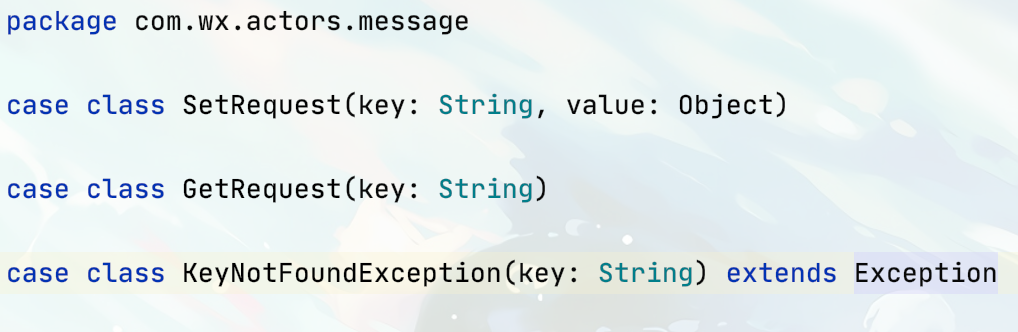 package com.wx.actors.message
case class SetRequest(key: String, value: Object)
case class GetRequest(key: String)
case class KeyNotFoundException(key: String) extends Exception